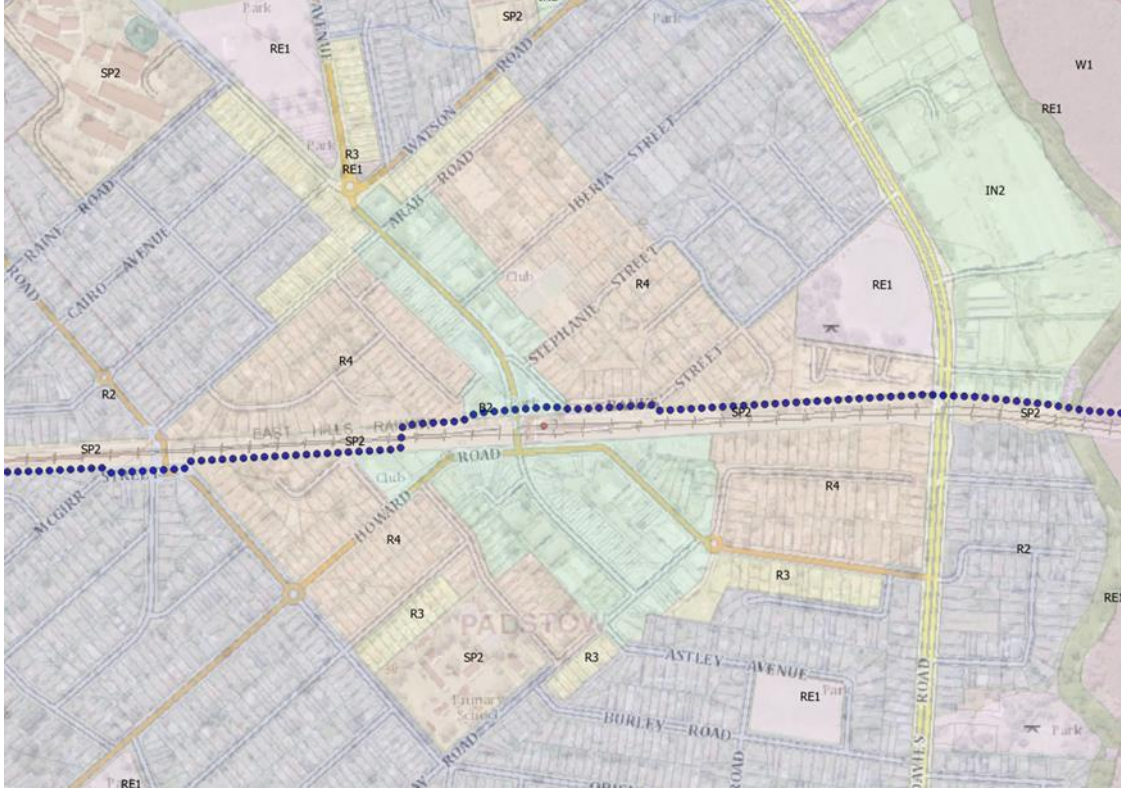 Park
SP2
Park
RE1
AVENUE
SP2
W1
RE1
ROAD
WATSON
Park
R3
RE1
ROAD
STREET
IBERIA
ARAB
IN2
RAINE ROAD
CAIRO AVENUE
ROAD
STREET
STEPHANIE
Club
R4
RE1
R4
STREET
R2
B2
SP2
SP2
EAST HILLS
SP2
SP2
ROAD
MCGIRR STREET
Club
HOWARD
R4
R4
R2
R3
R3
RE1
PADSTOW
SP2
R3
ASTLEY AVENUE
Primary
School
RE1
Park
BURLEY ROAD
ROAD
Park
ROAD
ROAD
DAVIES
RE1